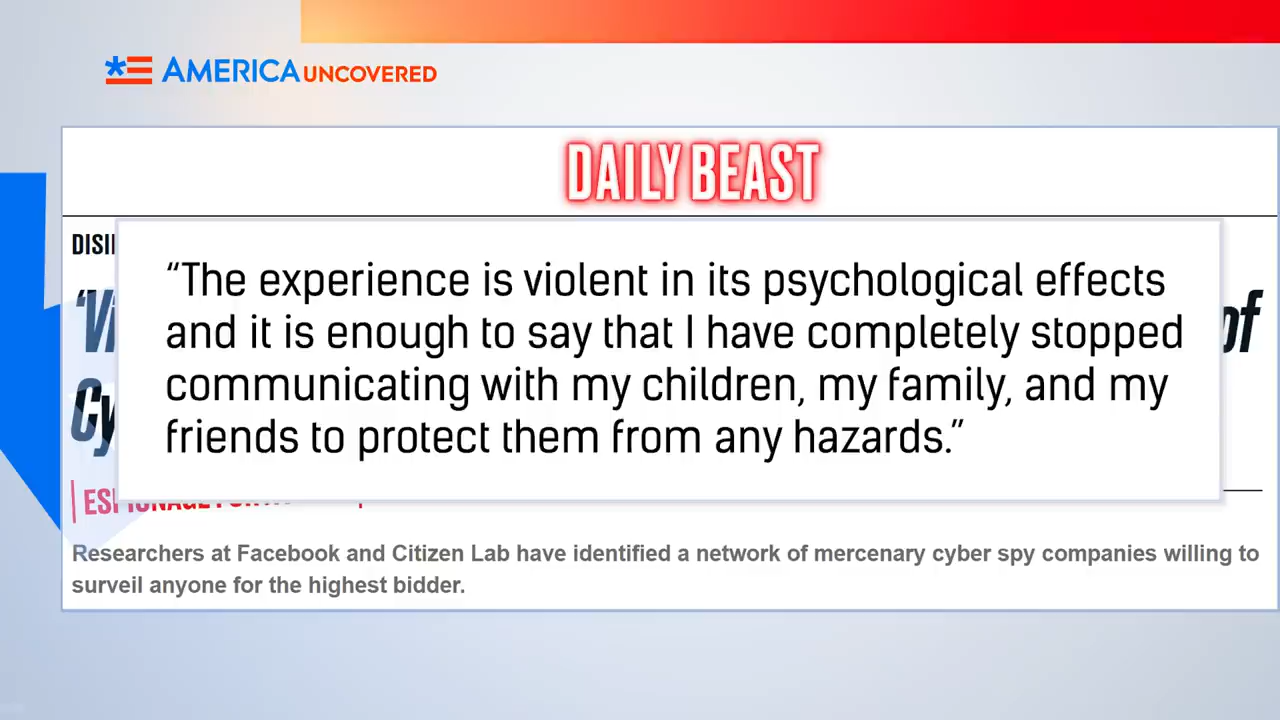 AMERICA UNCOVERED
DAILY BEAST
“The experience is violent in its psychological effects
and it is enough to say that I have completely stopped
communicating with my children, my family, and my
friends to protect them from any hazards.”
of
Researchers at Facebook and Citizen Lab have identified a network of mercenary cyber spy companies willing to
surveil anyone for the highest bidder.